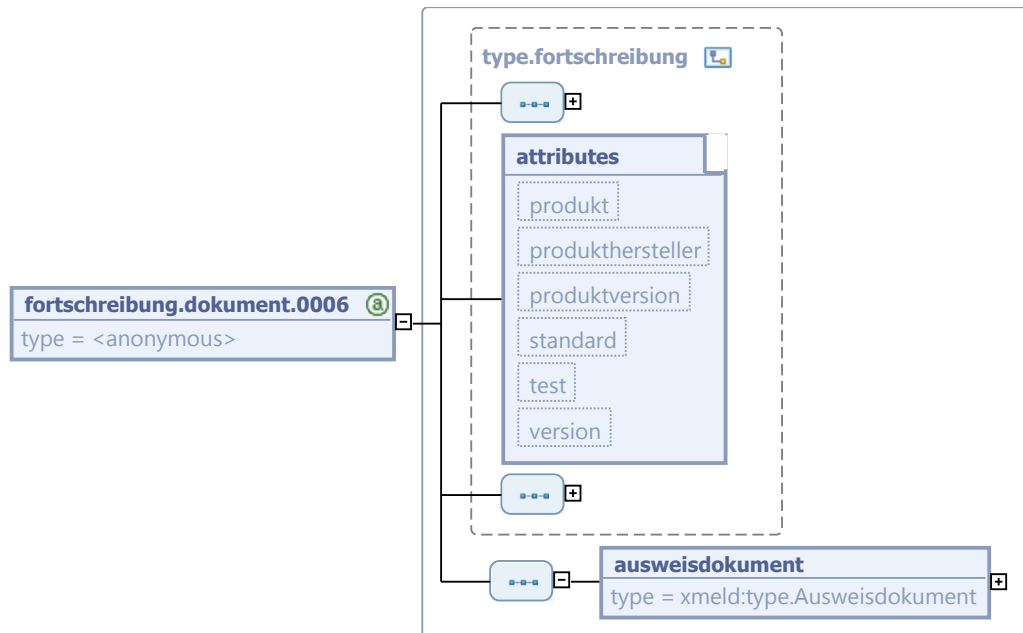 type.fortschreibung
attributes
produkt
produkthersteller
produktversion
standard
test
version
fortschreibung.dokument.0006 a
type = <anonymous>
ausweisdokument
type = xmeld:type.Ausweisdokument